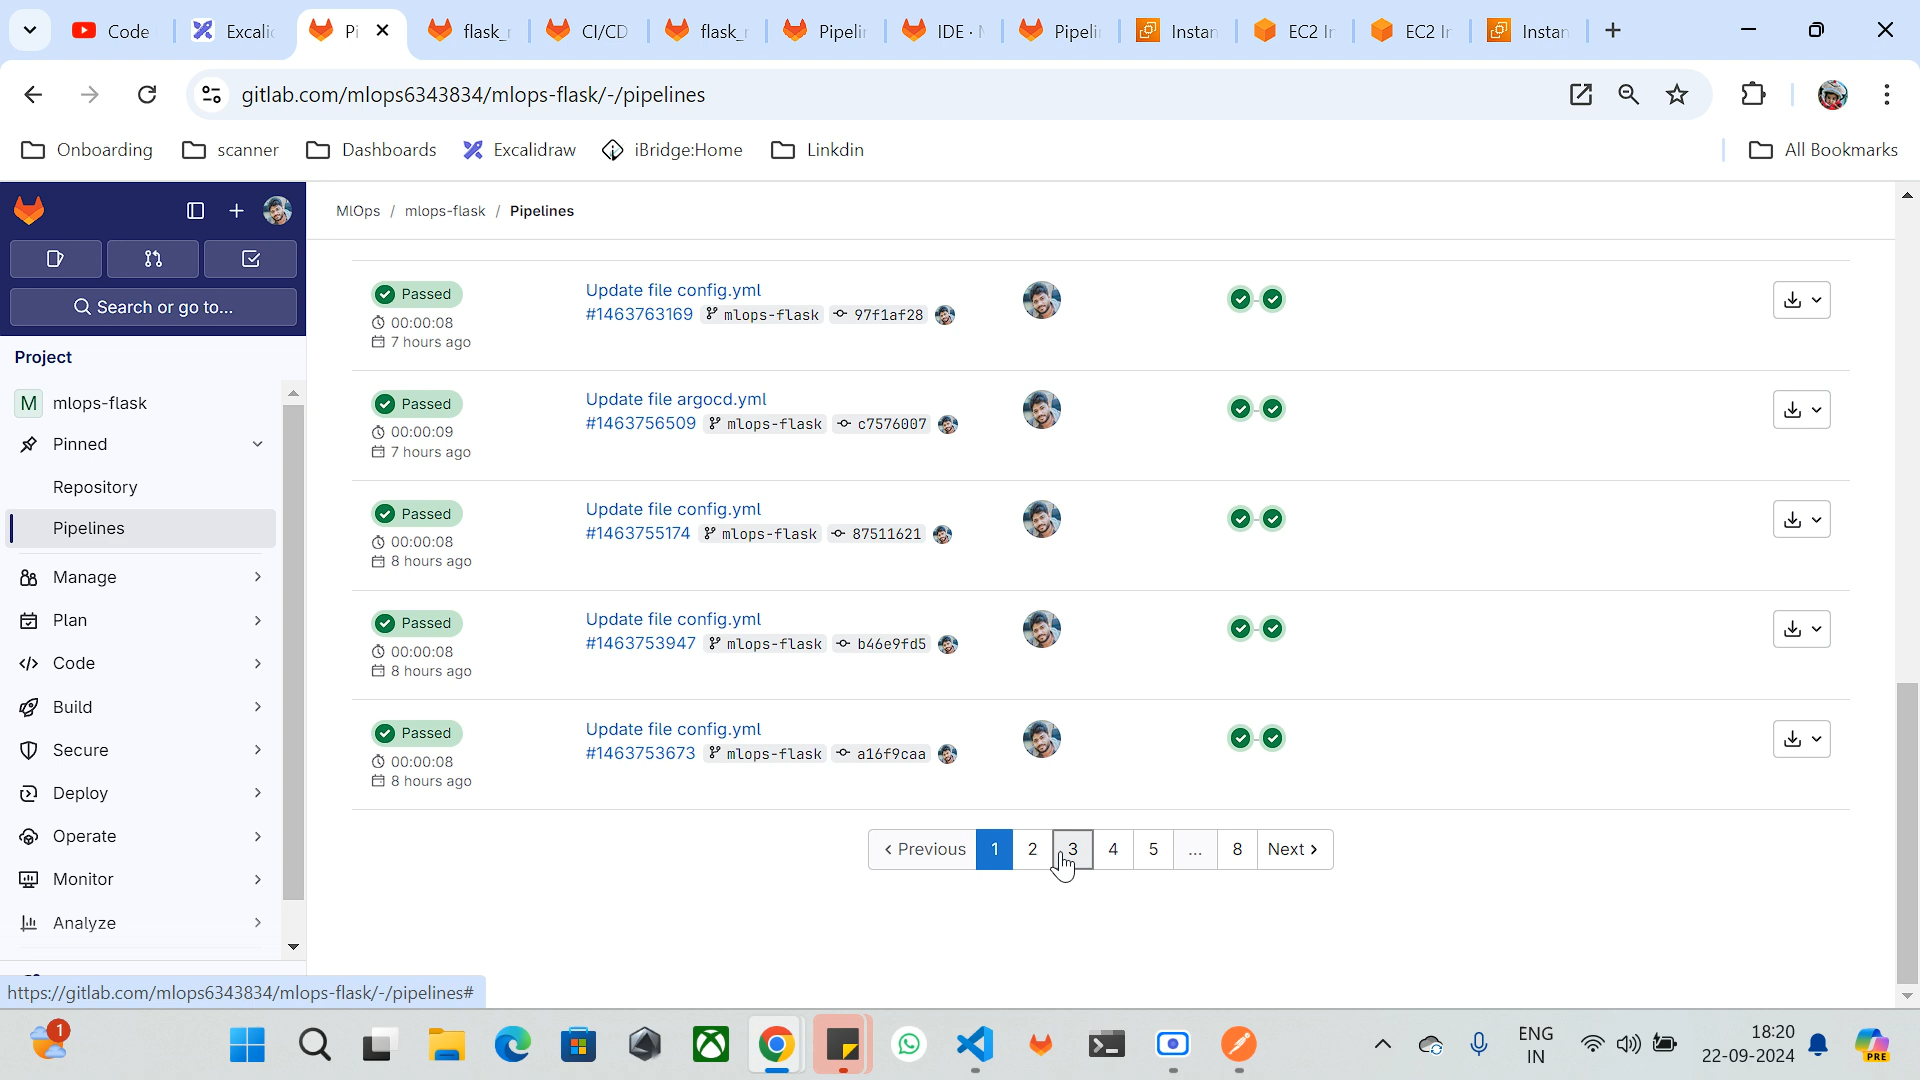 Code
Excali
Pi
flask_
CI/CD
flask_
Pipelin
IDE ·
Pipeli
Instan
EC2 In
EC2 In
Instan
gitlab.com/mlops6343834/mlops-flask/-/pipelines
Onboarding
scanner
Dashboards
Excalidraw
iBridge:Home
Linkdin
All Bookmarks
Search or go to...
Project
M mlops-flask
Pinned
Repository
Pipelines
Manage
Plan
Code
Build
Secure
Deploy
Operate
Monitor
Analyze
MlOps / mlops-flask / Pipelines
Passed
00:00:08
7 hours ago
Update file config.yml
#1463763169 mlops-flask 97f1af28
Passed
00:00:09
7 hours ago
Update file argocd.yml
#1463756509 mlops-flask c7576007
Passed
00:00:08
8 hours ago
Update file config.yml
#1463755174 mlops-flask 87511621
Passed
00:00:08
8 hours ago
Update file config.yml
#1463753947 mlops-flask b46e9fd5
Passed
00:00:08
8 hours ago
Update file config.yml
#1463753673 mlops-flask a16f9caa
< Previous 1 2 3 4 5 ... 8 Next >
https://gitlab.com/mlops6343834/mlops-flask/-/pipelines#
1
ENG
IN
18:20
22-09-2024
PRE